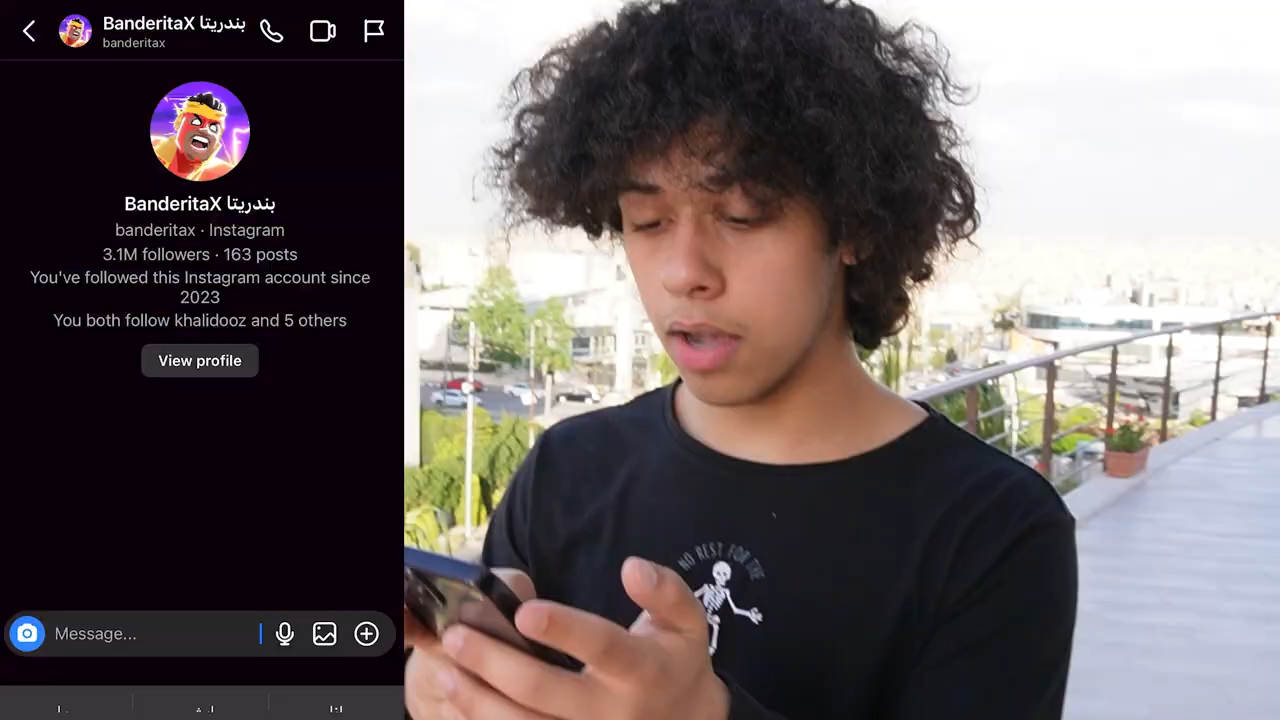 BanderitaX بندريتا
banderitax
BanderitaX بندريتا
banderitax · Instagram
3.1M followers · 163 posts
You've followed this Instagram account since
2023
You both follow khalidooz and 5 others
View profile
Message...
NO REST FOR THE